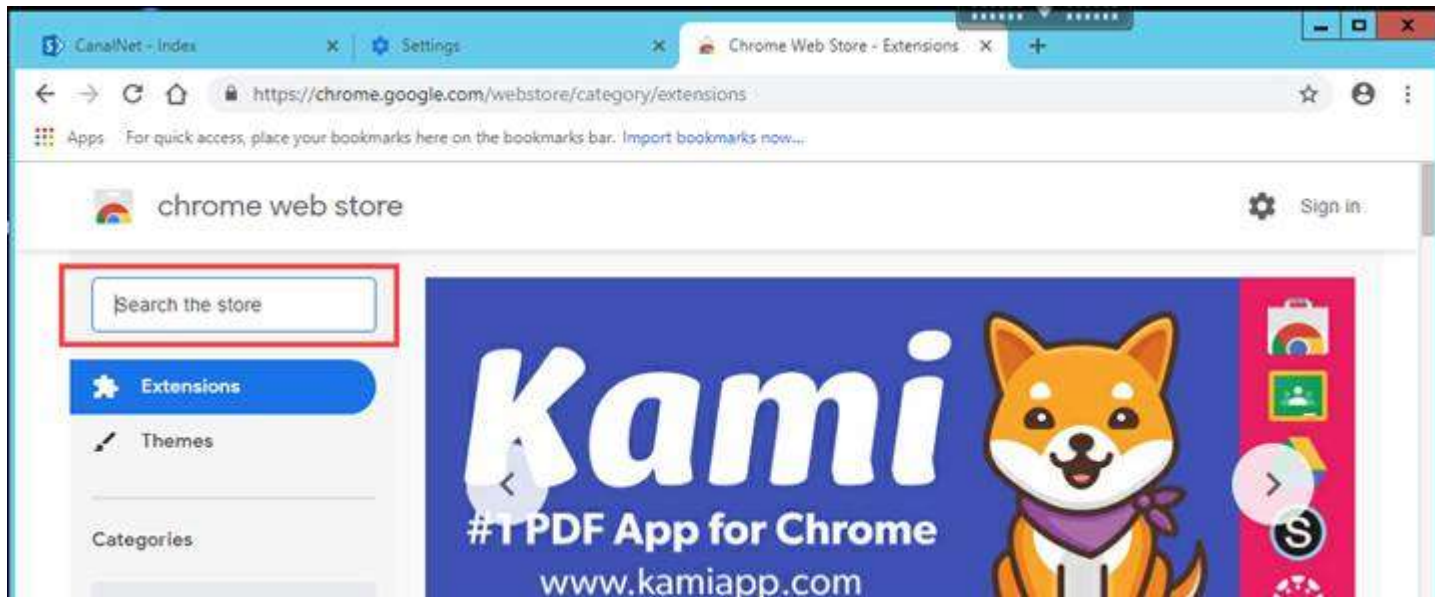 CanalNet - Index
Settings
Chrome Web Store - Extensions
https://chrome.google.com/webstore/category/extensions
Apps For quick access, place your bookmarks here on the bookmarks bar. Import bookmarks now...
chrome web store
Sign in
Search the store
Extensions
Themes
Categories
Kami
#1 PDF App for Chrome
www.kamiapp.com
S